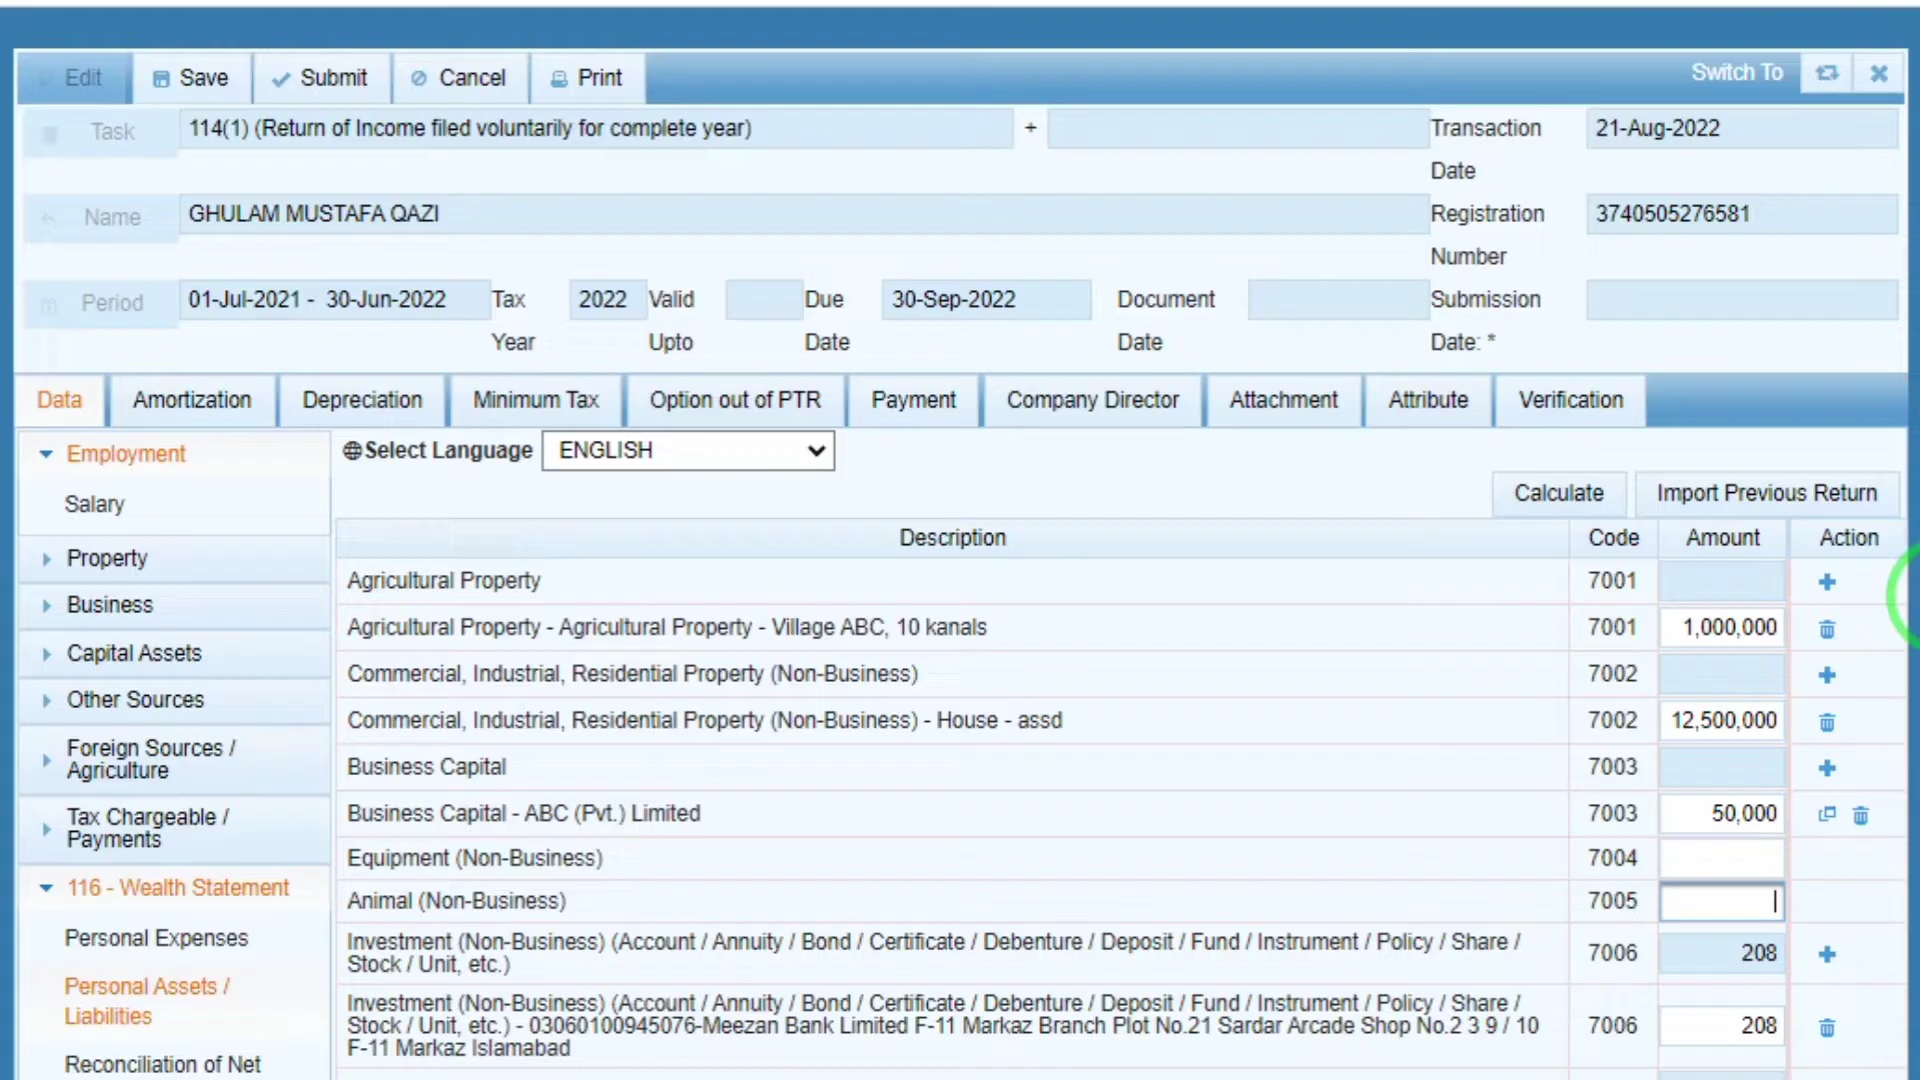 Edit Save Submit Cancel Print Switch To
Task 114(1) (Return of Income filed voluntarily for complete year) + Transaction Date 21-Aug-2022
Name GHULAM MUSTAFA QAZI Registration Number 3740505276581
Period 01-Jul-2021 - 30-Jun-2022 Tax Year 2022 Valid Upto Due Date 30-Sep-2022 Document Date Submission Date: *
Data Amortization Depreciation Minimum Tax Option out of PTR Payment Company Director Attachment Attribute Verification
Employment
Salary
Property
Business
Capital Assets
Other Sources
Foreign Sources /
Agriculture
Tax Chargeable /
Payments
116 - Wealth Statement
Personal Expenses
Personal Assets /
Liabilities
Reconciliation of Net
Select Language ENGLISH
Calculate Import Previous Return
Description Code Amount Action
Agricultural Property 7001
Agricultural Property - Agricultural Property - Village ABC, 10 kanals 7001 1,000,000
Commercial, Industrial, Residential Property (Non-Business) 7002
Commercial, Industrial, Residential Property (Non-Business) - House - assd 7002 12,500,000
Business Capital 7003
Business Capital - ABC (Pvt.) Limited 7003 50,000
Equipment (Non-Business) 7004
Animal (Non-Business) 7005
Investment (Non-Business) (Account / Annuity / Bond / Certificate / Debenture / Deposit / Fund / Instrument / Policy / Share /
Stock / Unit, etc.) 7006 208
Investment (Non-Business) (Account / Annuity / Bond / Certificate / Debenture / Deposit / Fund / Instrument / Policy / Share /
Stock / Unit, etc.) - 03060100945076-Meezan Bank Limited F-11 Markaz Branch Plot No.21 Sardar Arcade Shop No.2 3 9 / 10 7006 208
F-11 Markaz Islamabad